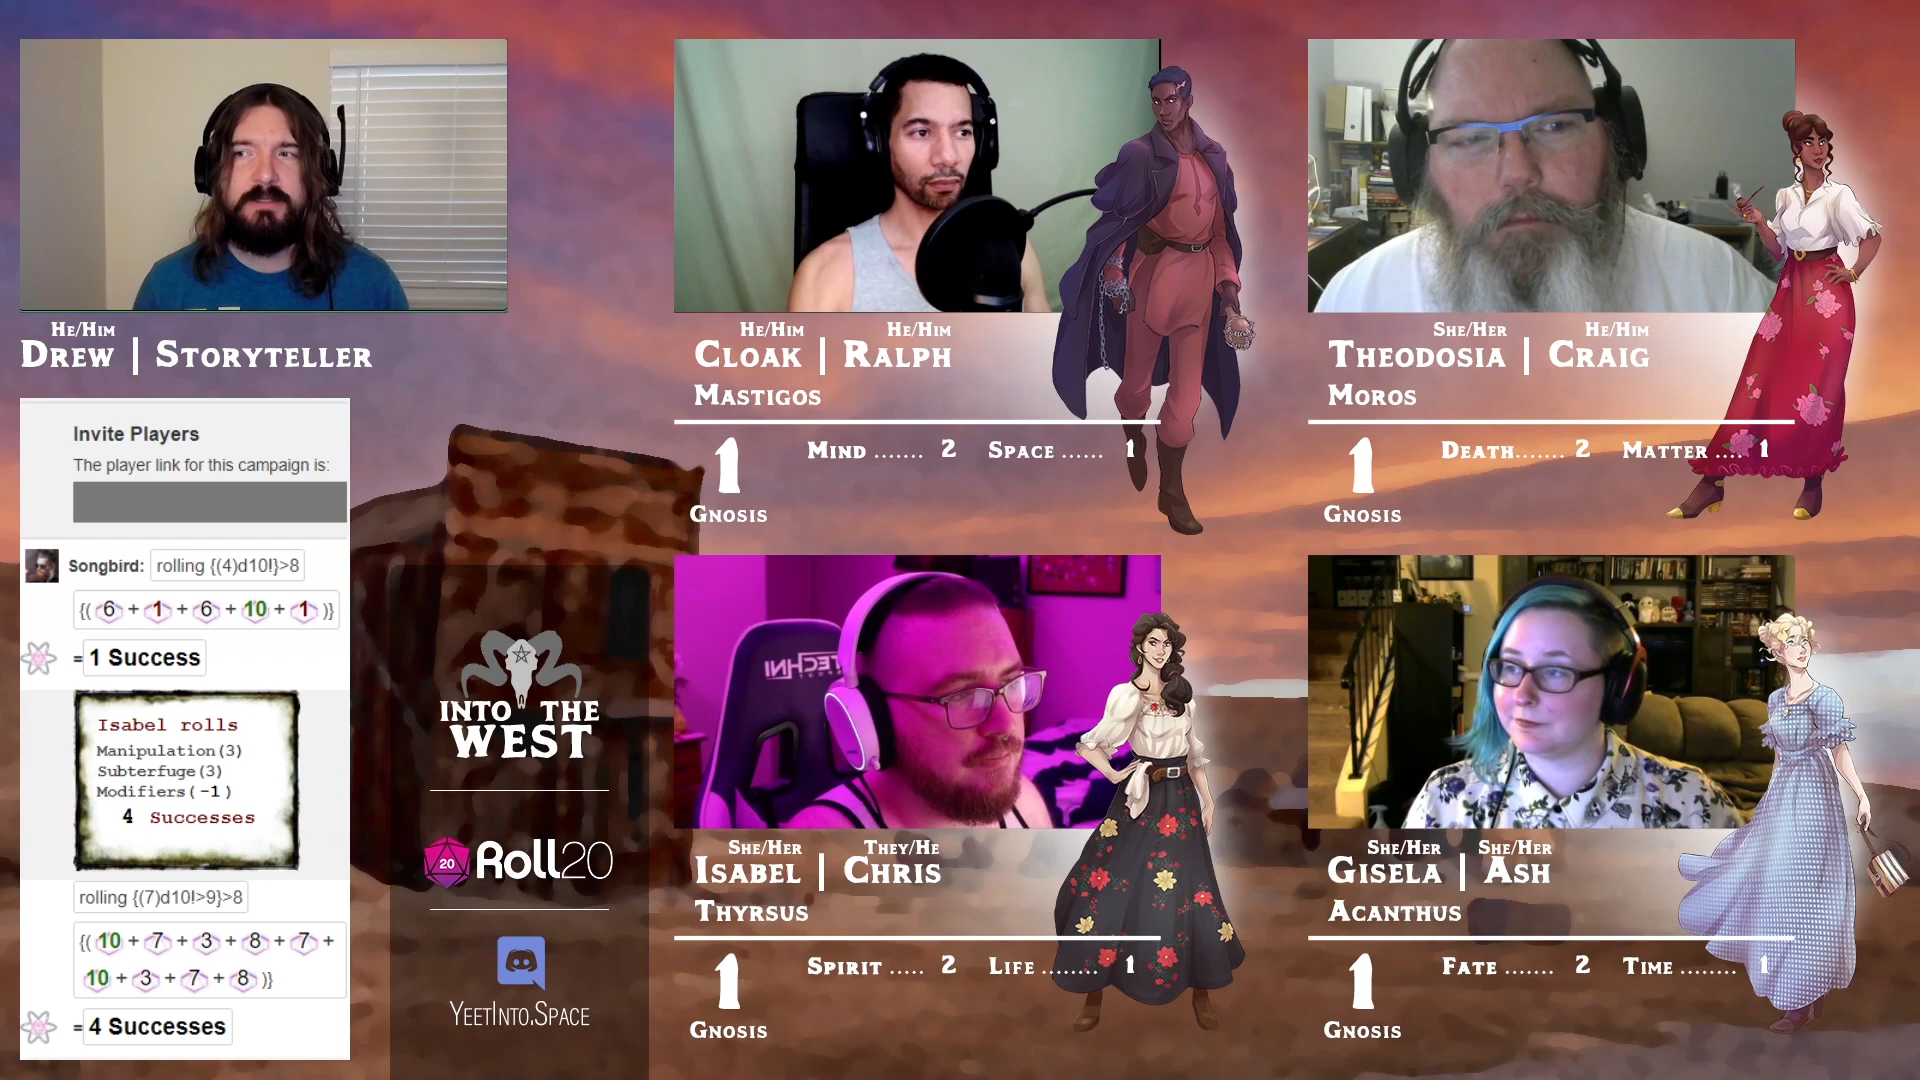 He/Him
Drew | Storyteller
Invite Players
The player link for this campaign is:
Songbird: rolling {(4)d10!}>8
{( 6 + 1 + 6 + 10 + 1 )}
= 1 Success
Isabel rolls
Manipulation(3)
Subterfuge(3)
Modifiers( -1 )
4 Successes
rolling {(7)d10!>9}>8
{( 10 + 7 + 3 + 8 + 7 +
10 + 3 + 7 + 8 )}
= 4 Successes
Into the
West
20 Roll20
YeetInto.Space
He/Him He/Him
Cloak | Ralph
Mastigos
1 Mind ....... 2 Space ...... 1
Gnosis
She/Her He/Him
Theodosia | Craig
Moros
1 Death....... 2 Matter .... 1
Gnosis
She/Her They/He
Isabel | Chris
Thyrsus
1 Spirit ..... 2 Life ........ 1
Gnosis
She/Her She/Her
Gisela | Ash
Acanthus
1 Fate ....... 2 Time ........ 1
Gnosis